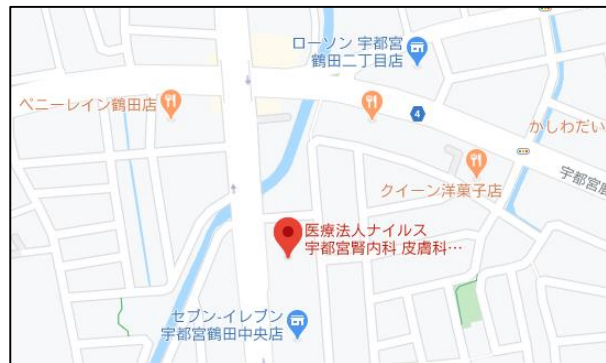 ローソン 宇都宮
鶴田二丁目店
ペニーレイン鶴田店
4
かしわだい
クイーン洋菓子店
宇都宮
医療法人ナイルス
宇都宮腎内科 皮膚科…
セブン-イレブン
宇都宮鶴田中央店